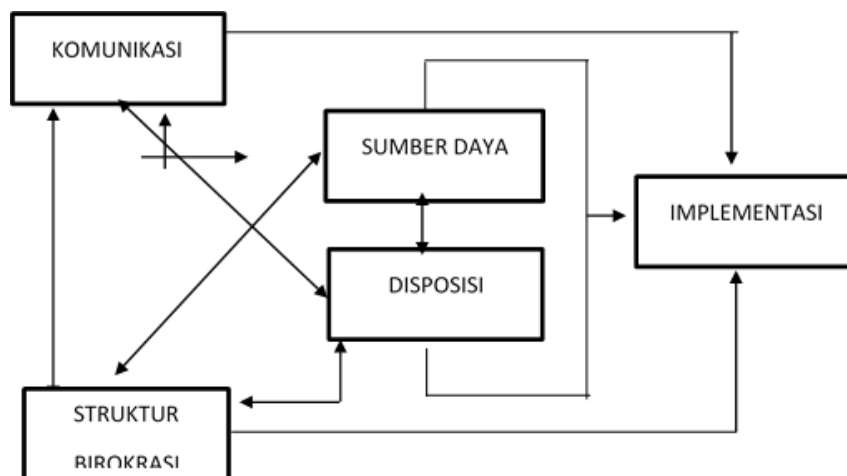 KOMUNIKASI
SUMBER DAYA
IMPLEMENTASI
DISPOSISI
STRUKTUR
BIROKRASI